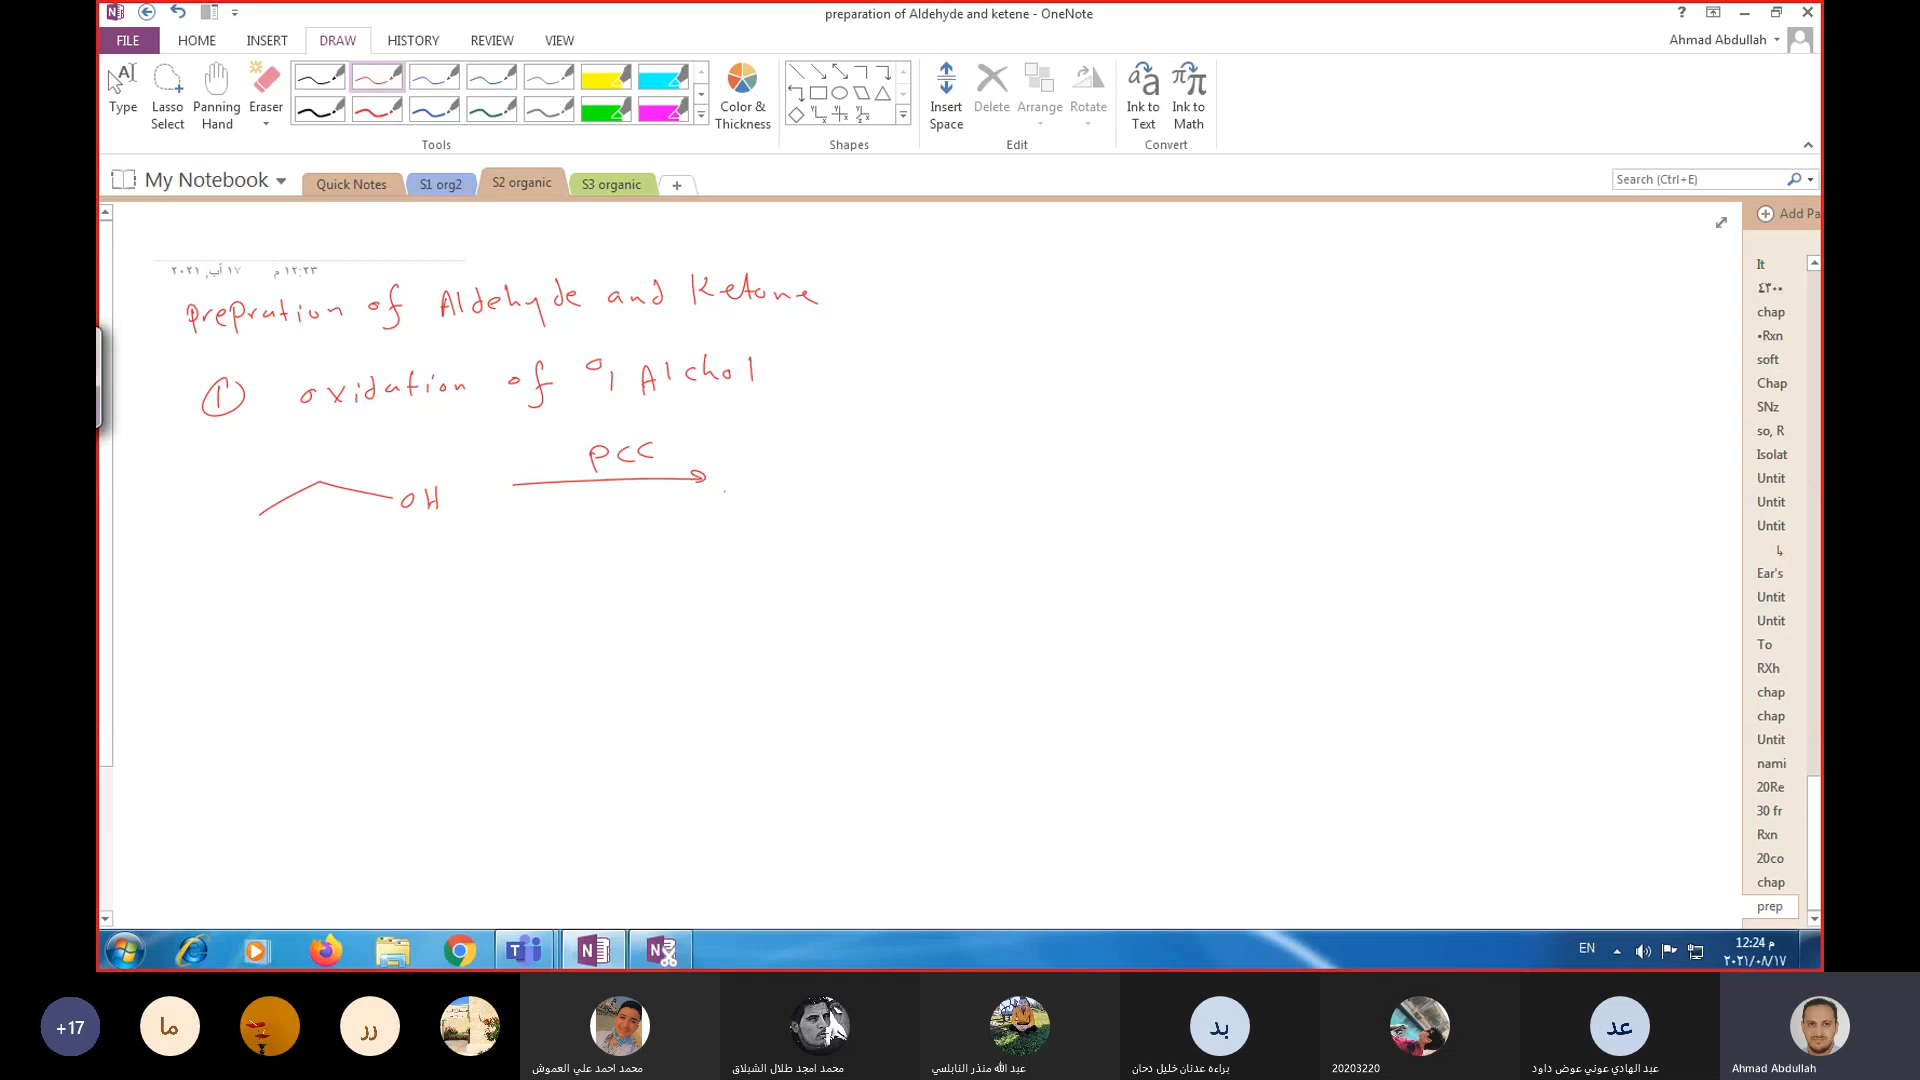 preparation of Aldehyde and ketene - OneNote
Ahmad Abdullah
FILE HOME INSERT DRAW HISTORY REVIEW VIEW
Type
Lasso Select
Panning Hand
Eraser
Color & Thickness
Insert Space
Delete
Arrange
Rotate
Ink to Text
Ink to Math
Tools
Shapes
Edit
Convert
My Notebook
Quick Notes
S1 org2
S2 organic
S3 organic
Search (Ctrl+E)
Add Pa
١٧ آب, ٢٠٢١ ١٢:٢٣ م
prepration of Aldehyde and Ketone
① oxidation of °1 Alchol
PCC
OH
It
٤٣٠٠
chap
•Rxn
soft
Chap
SNz
so, R
Isolat
Untit
Untit
Untit
Ear's
Untit
Untit
To
RXh
chap
chap
Untit
nami
20Re
30 fr
Rxn
20co
chap
prep
EN
12:24 م
٢٠٢١/٠٨/١٧
+17
ما
رر
محمد احمد علي العموش
محمد امجد طلال الشبلاق
عبد الله منذر النابلسي
بد
براءه عدنان خليل دحان
20203220
عد
عبد الهادي عوني عوض داود
Ahmad Abdullah